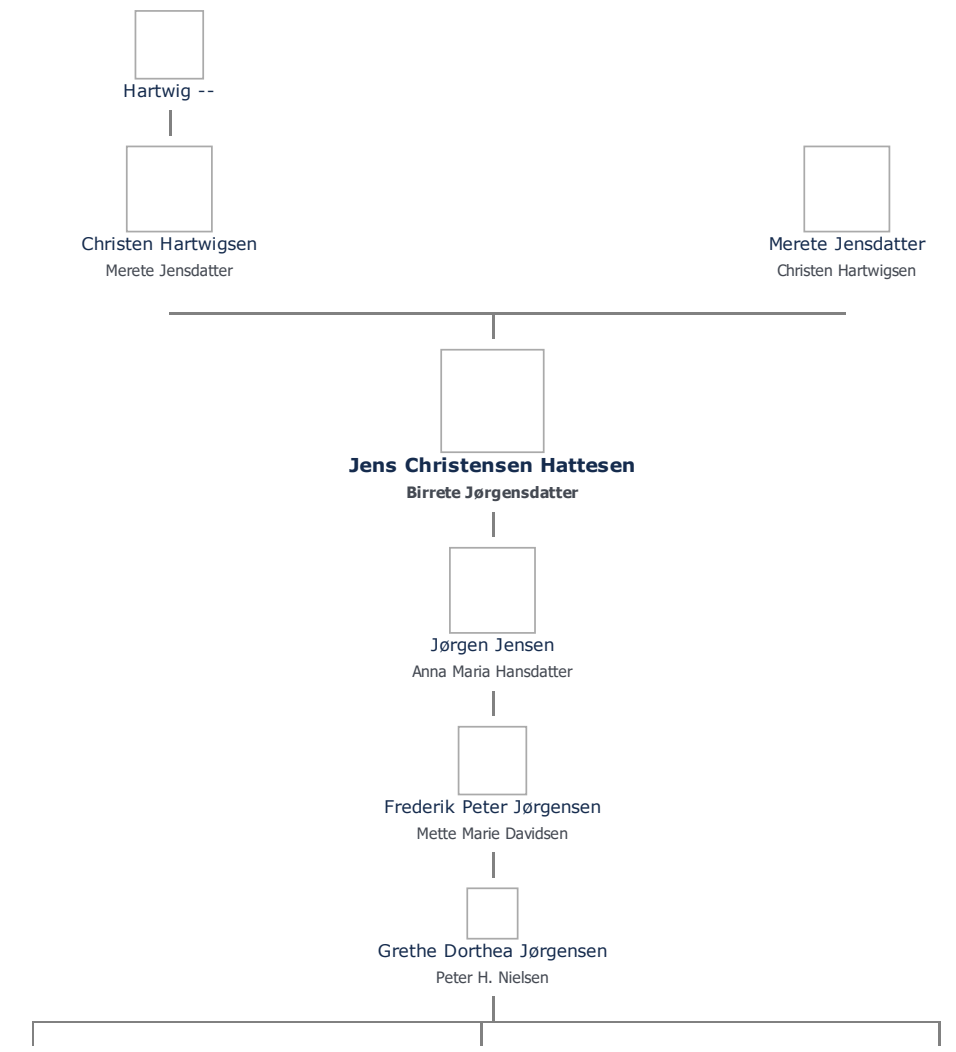 Hartwig --
Christen Hartwigsen
Merete Jensdatter
Merete Jensdatter
Christen Hartwigsen
Jens Christensen Hattesen
Birrete Jørgensdatter
Jørgen Jensen
Anna Maria Hansdatter
Frederik Peter Jørgensen
Mette Marie Davidsen
Grethe Dorthea Jørgensen
Peter H. Nielsen